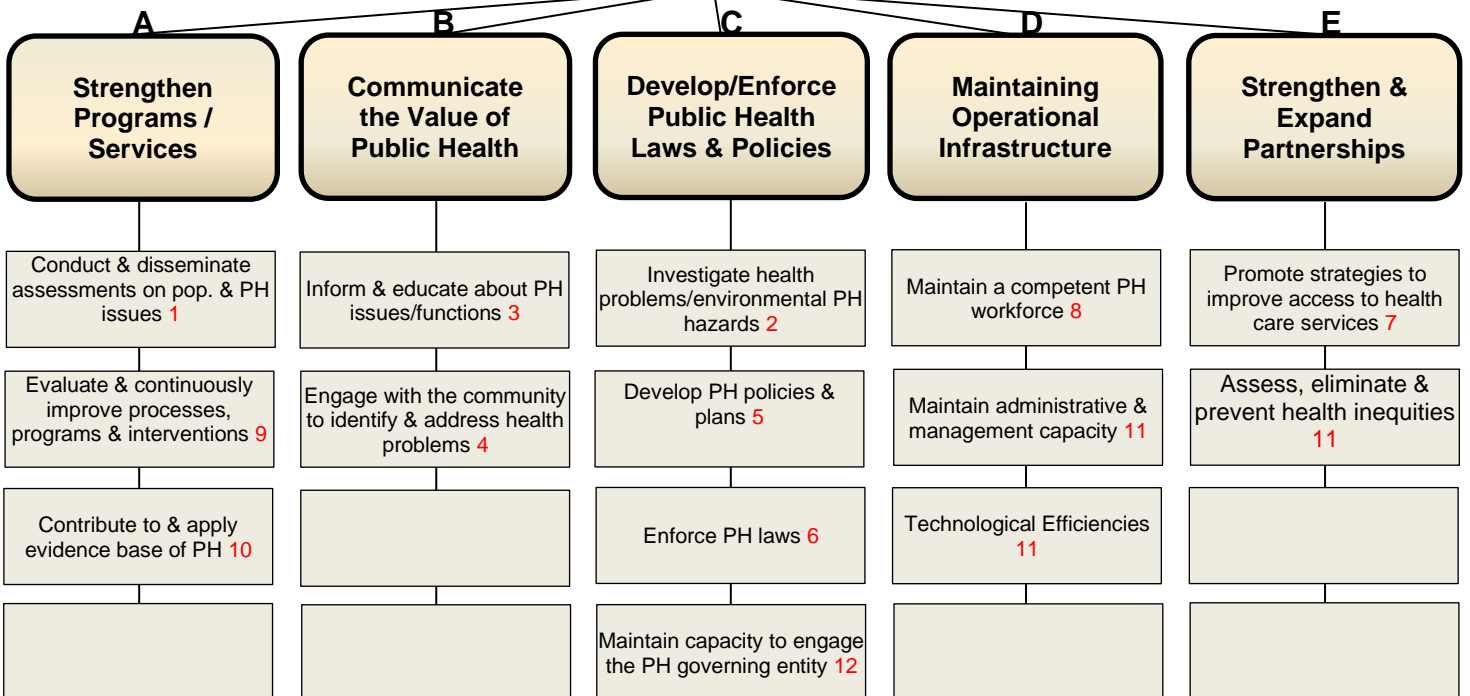 A
B
C
D
E
Strengthen
Programs /
Services
Communicate
the Value of
Public Health
Develop/Enforce
Public Health
Laws & Policies
Maintaining
Operational
Infrastructure
Strengthen &
Expand
Partnerships
Conduct & disseminate
assessments on pop. & PH
issues 1
Inform & educate about PH
issues/functions 3
Investigate health
problems/environmental PH
hazards 2
Maintain a competent PH
workforce 8
Promote strategies to
improve access to health
care services 7
Evaluate & continuously
improve processes,
programs & interventions 9
Engage with the community
to identify & address health
problems 4
Develop PH policies &
plans 5
Maintain administrative &
management capacity 11
Assess, eliminate &
prevent health inequities
11
Contribute to & apply
evidence base of PH 10
Enforce PH laws 6
Technological Efficiencies
11
Maintain capacity to engage
the PH governing entity 12